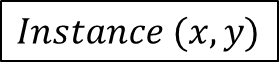 Instance (x, y)